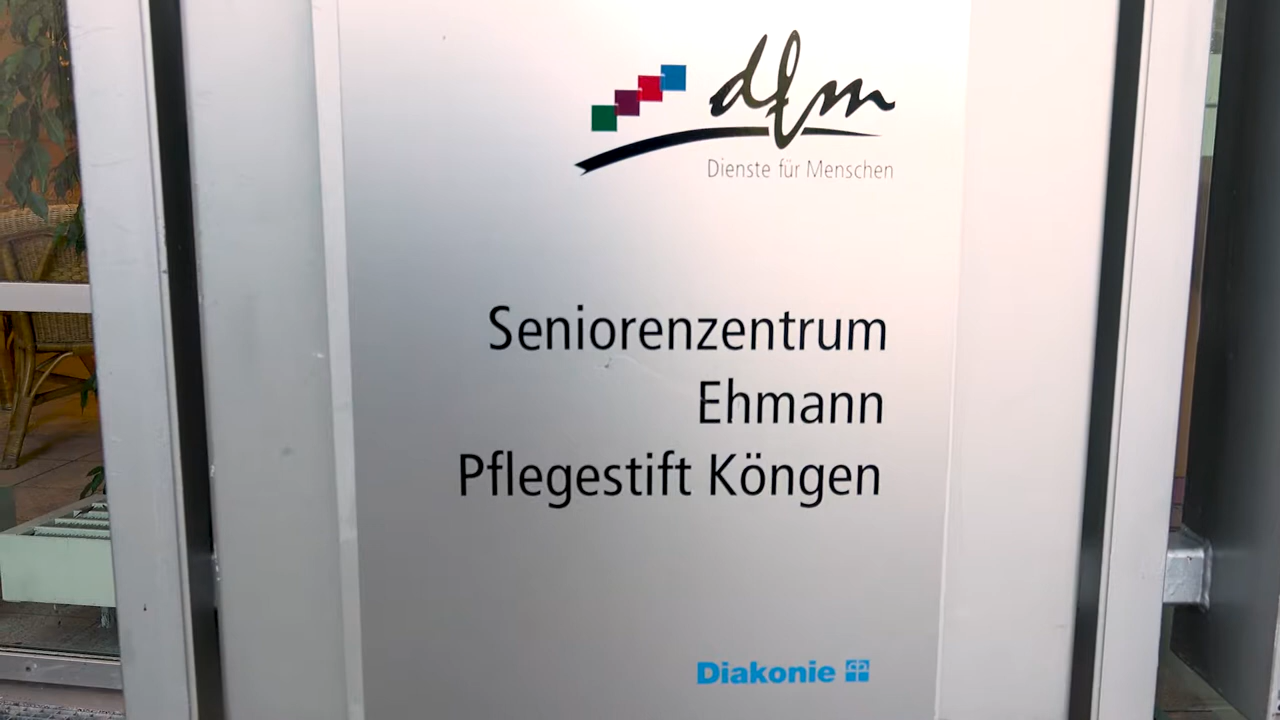 dfm
Dienste für Menschen
Seniorenzentrum
Ehmann
Pflegestift Köngen
Diakonie